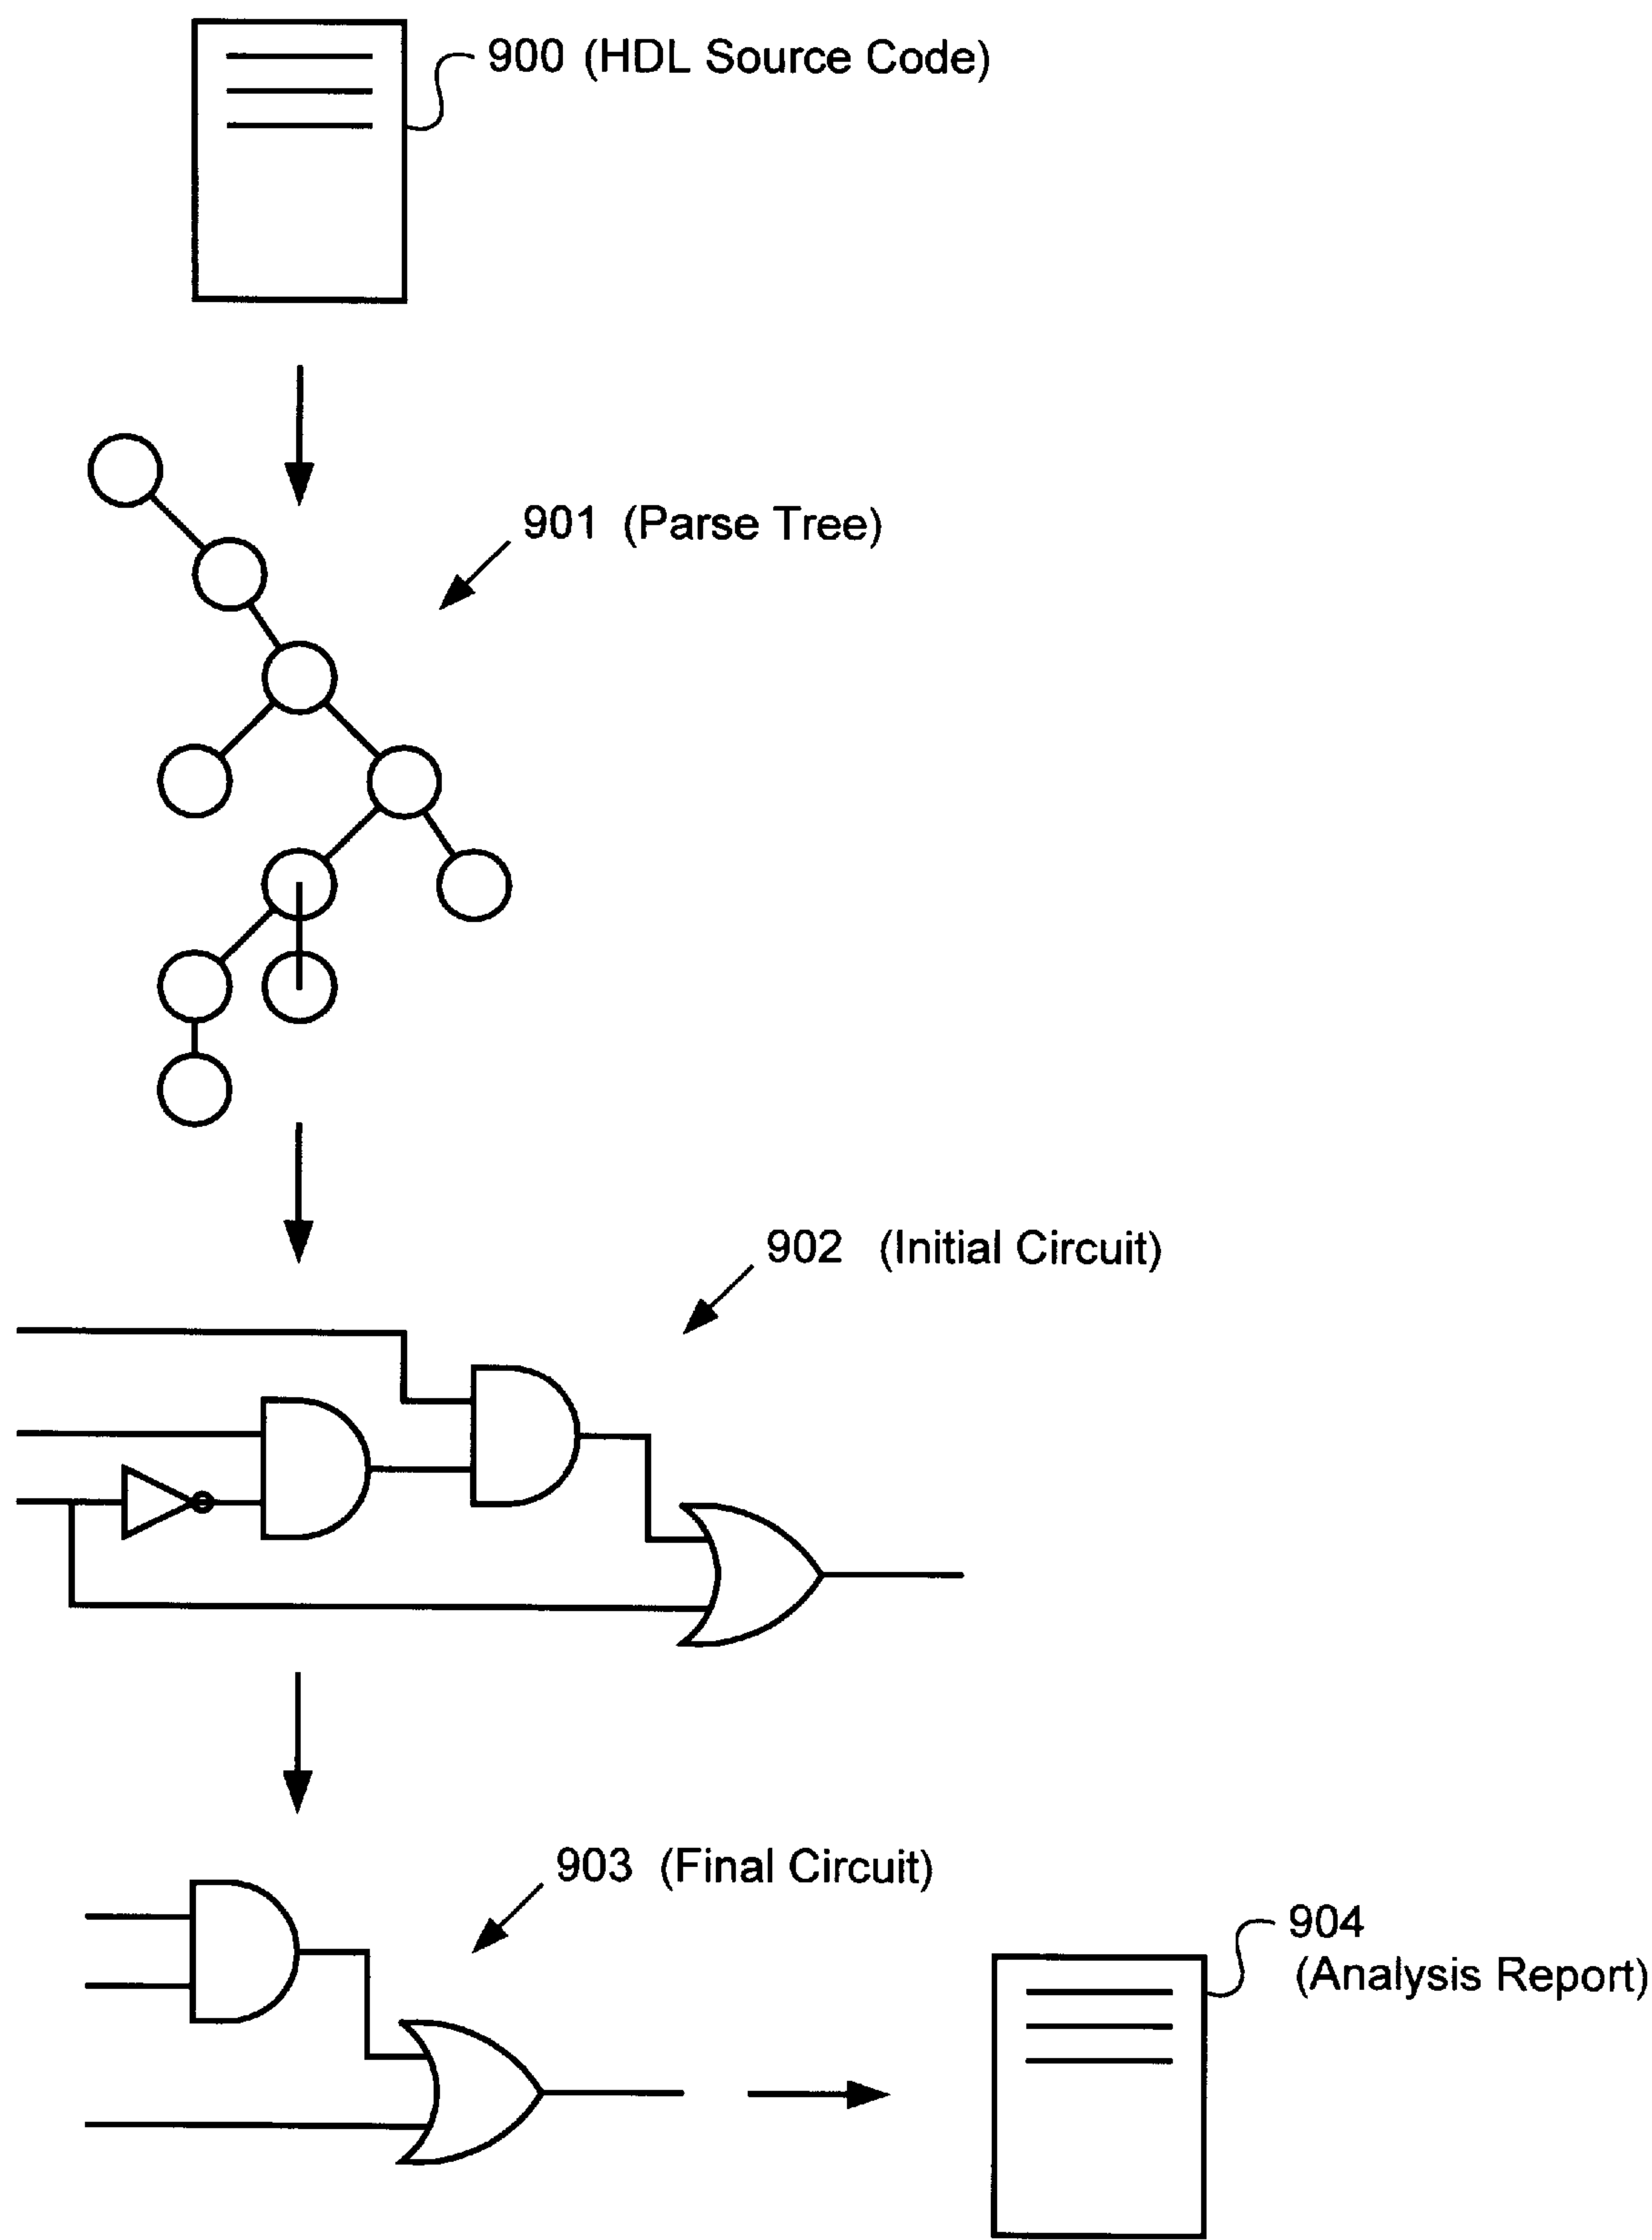 900 (HDL Source Code)
901 (Parse Tree)
902 (Initial Circuit)
903 (Final Circuit)
904
(Analysis Report)